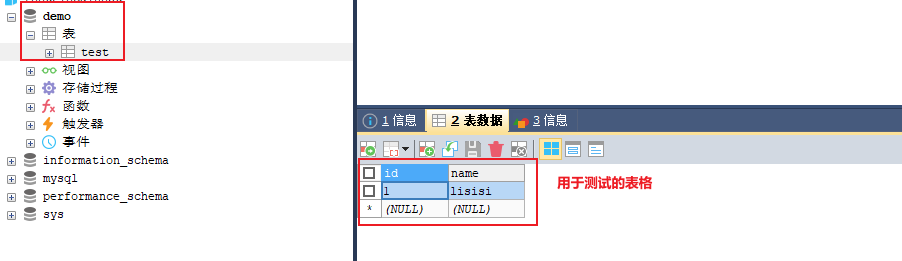 demo
表
test
视图
存储过程
函数
触发器
事件
information_schema
mysql
performance_schema
sys
1 信息 2 表数据 3 信息
id name
1 lisisi
* (NULL) (NULL)
用于测试的表格